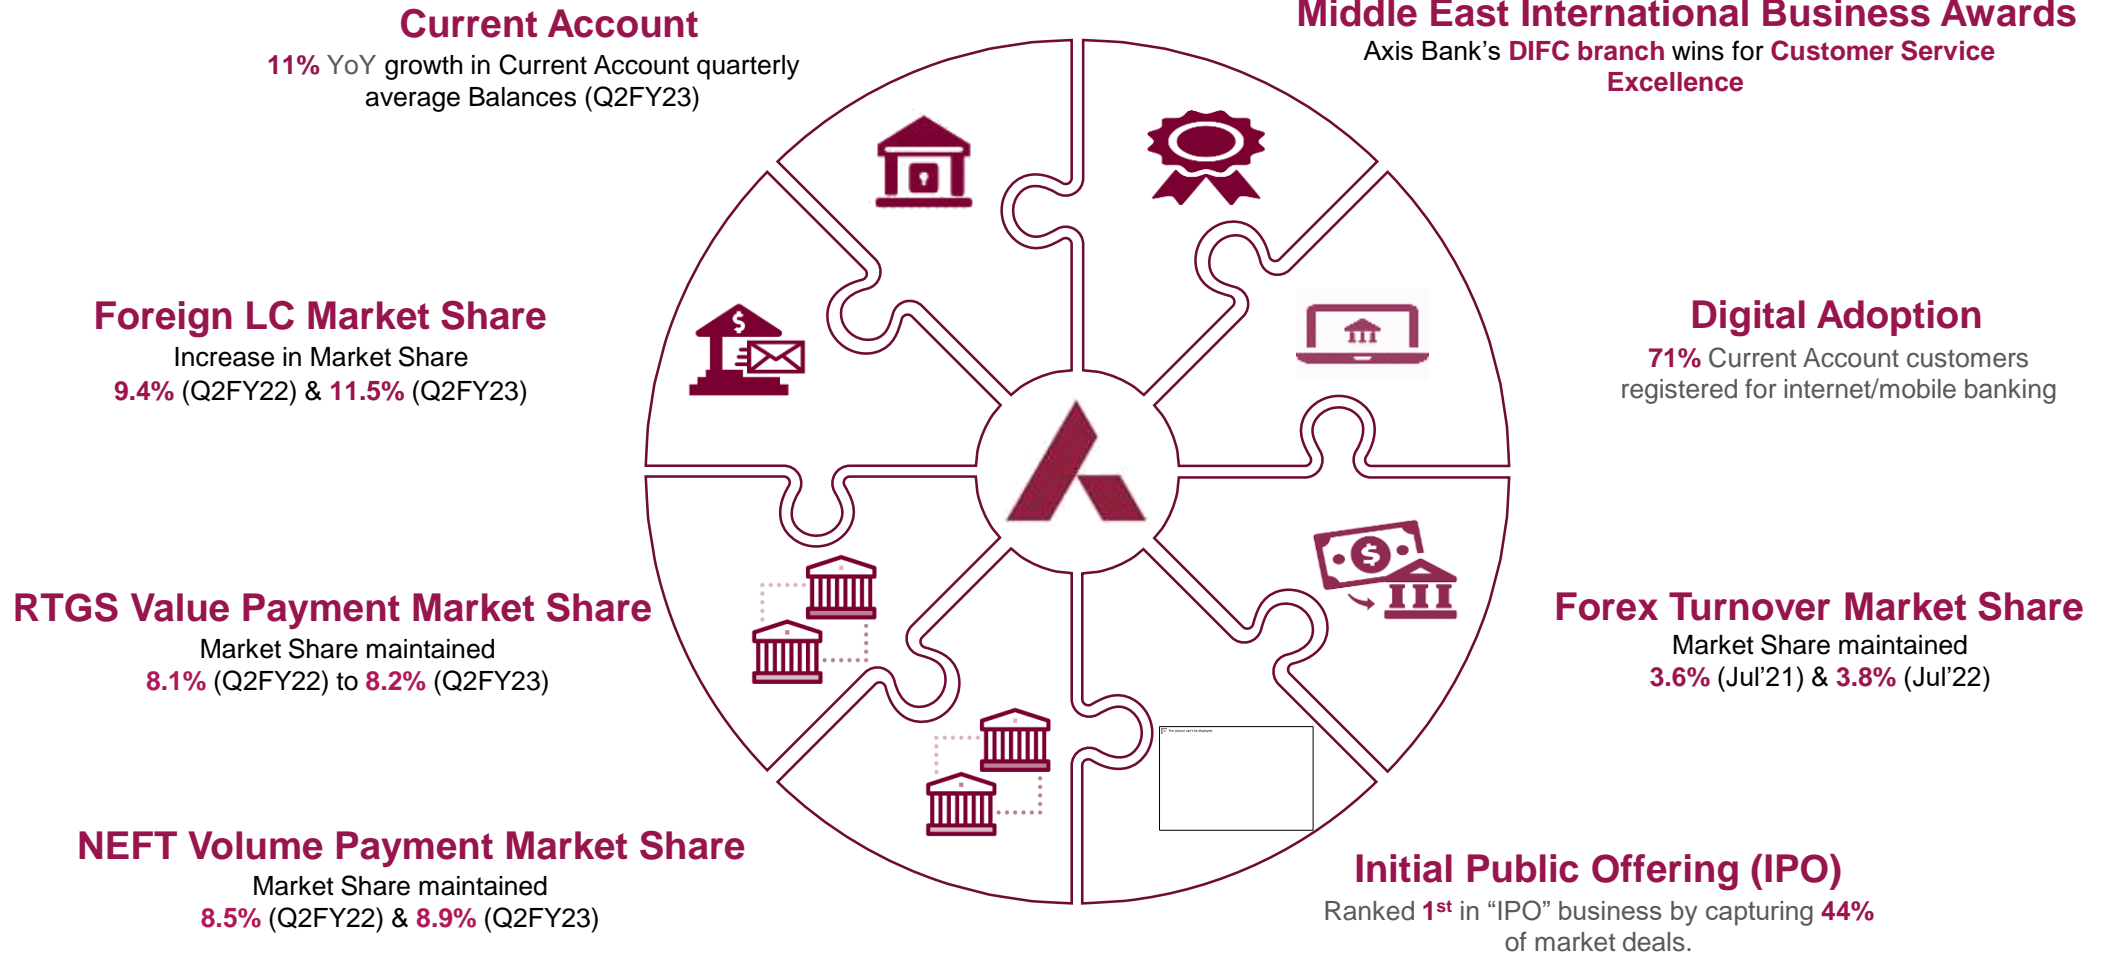 Current Account
11% YoY growth in Current Account quarterly
average Balances (Q2FY23)
Middle East International Business Awards
Axis Bank’s DIFC branch wins for Customer Service
Excellence
Foreign LC Market Share
Increase in Market Share
9.4% (Q2FY22) & 11.5% (Q2FY23)
Digital Adoption
71% Current Account customers
registered for internet/mobile banking
RTGS Value Payment Market Share
Market Share maintained
8.1% (Q2FY22) to 8.2% (Q2FY23)
Forex Turnover Market Share
Market Share maintained
3.6% (Jul’21) & 3.8% (Jul’22)
The picture can't be displayed.
NEFT Volume Payment Market Share
Market Share maintained
8.5% (Q2FY22) & 8.9% (Q2FY23)
Initial Public Offering (IPO)
Ranked 1st in “IPO” business by capturing 44%
of market deals.